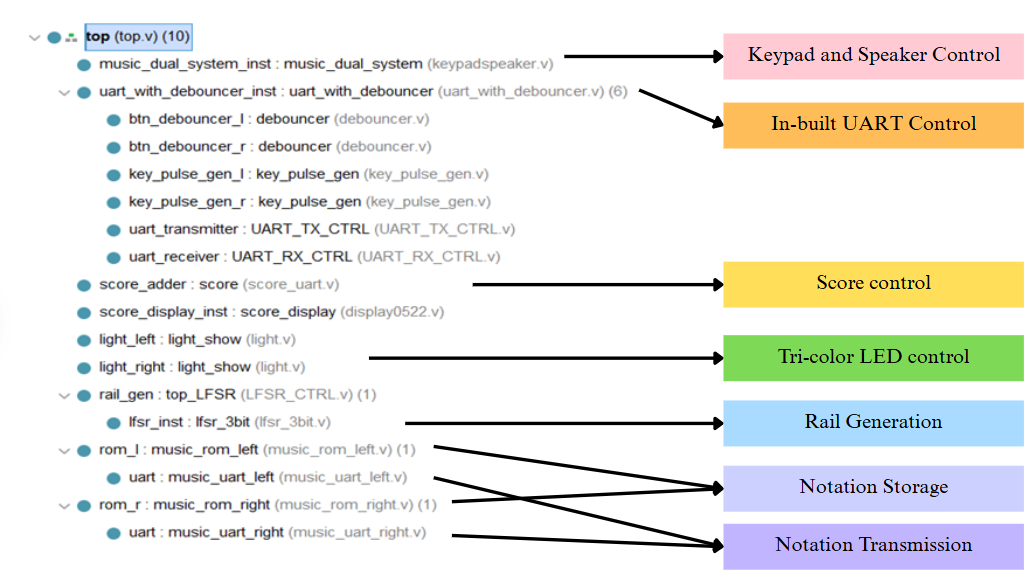 top (top.v) (10)
music_dual_system_inst : music_dual_system (keypadspeaker.v)
Keypad and Speaker Control
uart_with_debouncer_inst : uart_with_debouncer (uart_with_debouncer.v) (6)
In-built UART Control
btn_debouncer_l : debouncer (debouncer.v)
btn_debouncer_r : debouncer (debouncer.v)
key_pulse_gen_l : key_pulse_gen (key_pulse_gen.v)
key_pulse_gen_r : key_pulse_gen (key_pulse_gen.v)
uart_transmitter : UART_TX_CTRL (UART_TX_CTRL.v)
uart_receiver : UART_RX_CTRL (UART_RX_CTRL.v)
score_adder : score (score_uart.v)
Score control
score_display_inst : score_display (display0522.v)
light_left : light_show (light.v)
light_right : light_show (light.v)
Tri-color LED control
rail_gen : top_LFSR (LFSR_CTRL.v) (1)
lfsr_inst : lfsr_3bit (lfsr_3bit.v)
Rail Generation
rom_l : music_rom_left (music_rom_left.v) (1)
uart : music_uart_left (music_uart_left.v)
Notation Storage
rom_r : music_rom_right (music_rom_right.v) (1)
uart : music_uart_right (music_uart_right.v)
Notation Transmission